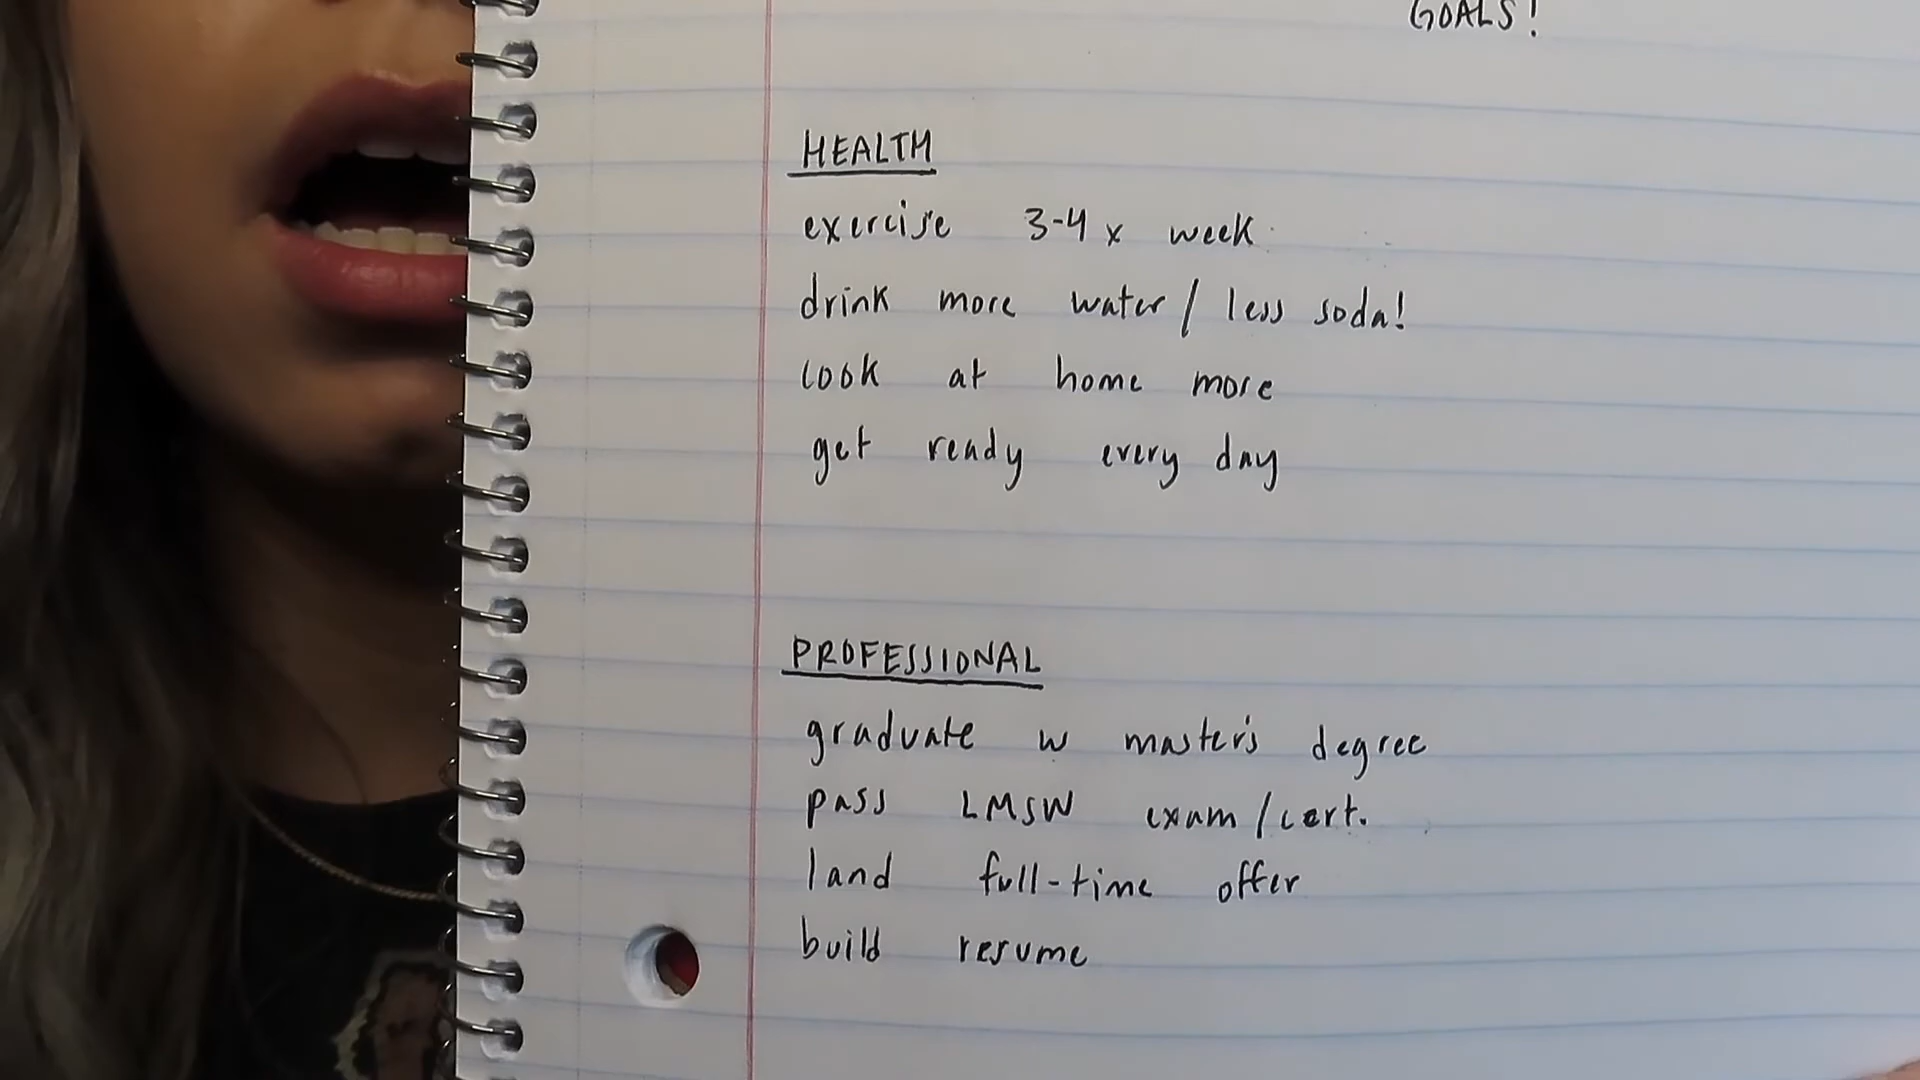 GOALS!
HEALTH
exercise 3-4 x week
drink more water / less soda!
cook at home more
get ready every day
PROFESSIONAL
graduate w master's degree
pass LMSW exam/cert.
land full-time offer
build resume